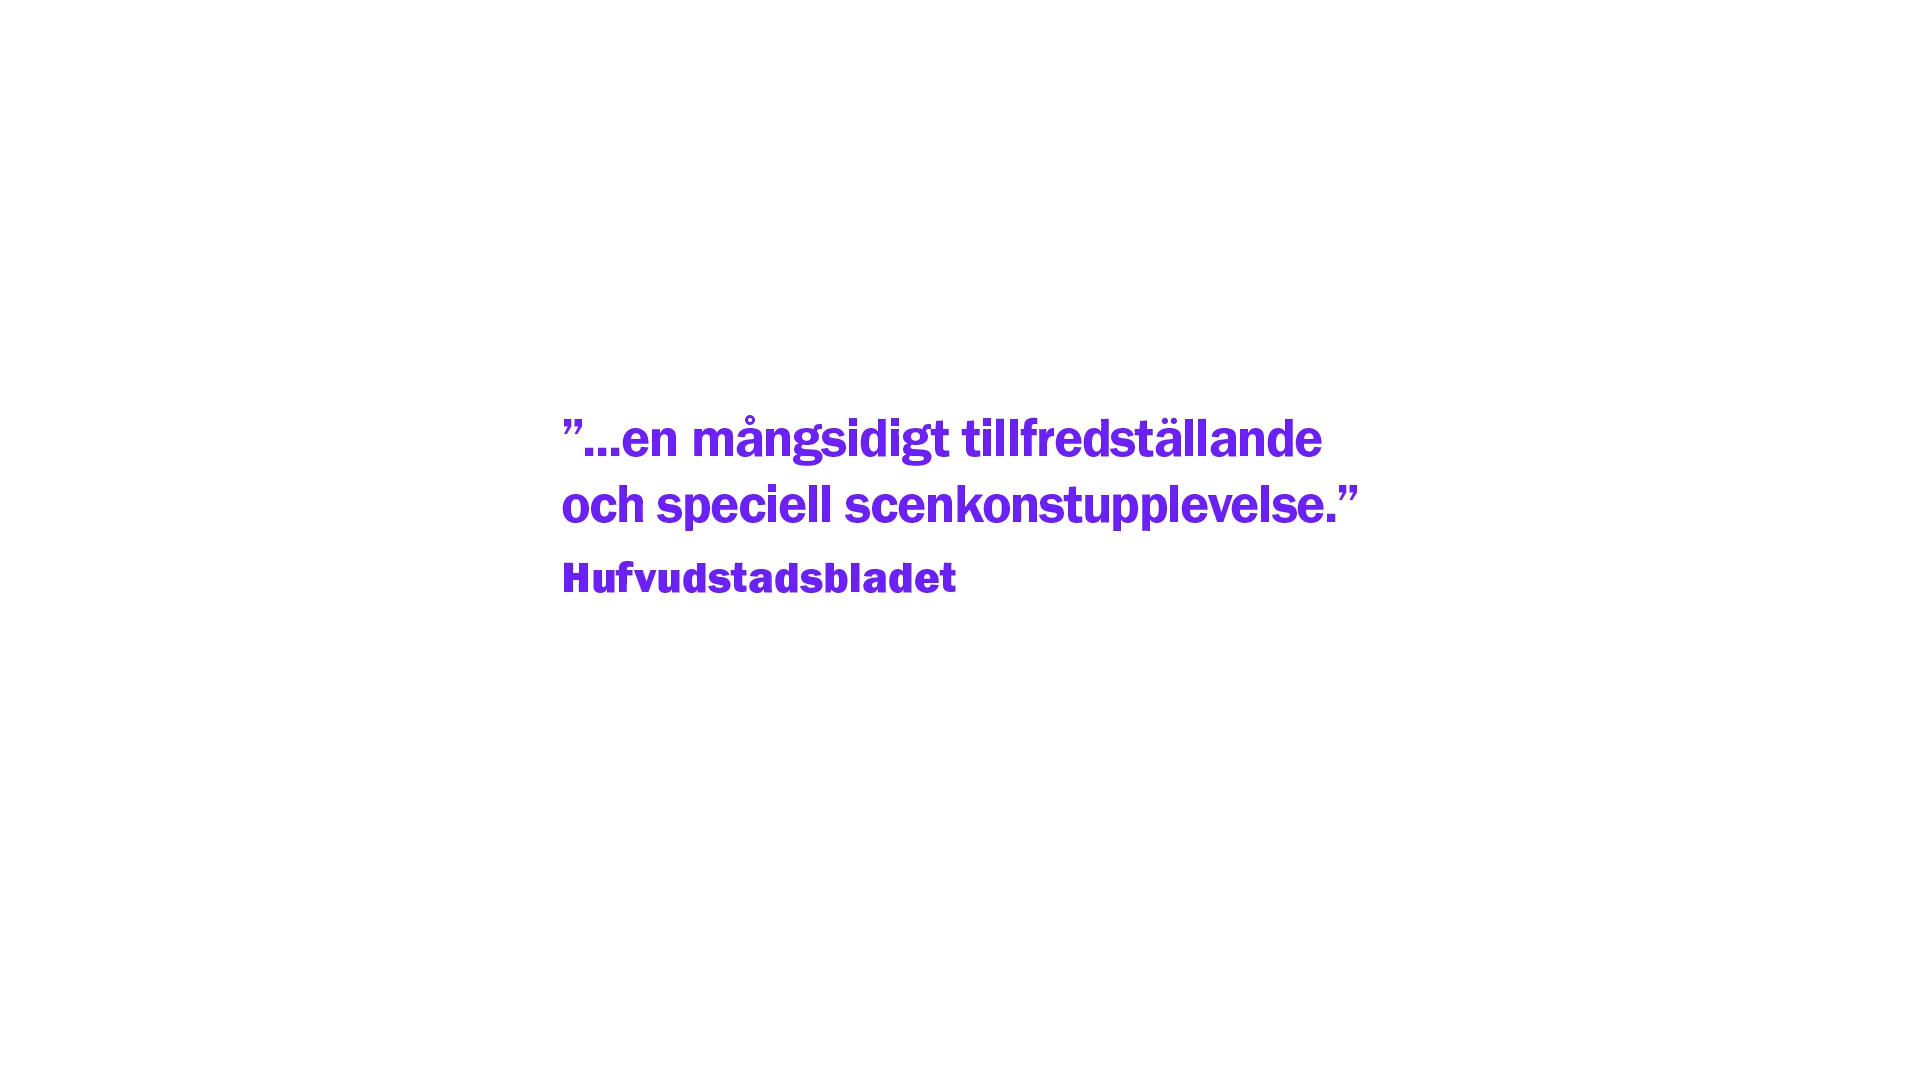 ”...en mångsidigt tillfredställande
och speciell scenkonstupplevelse.”
Hufvudstadsbladet